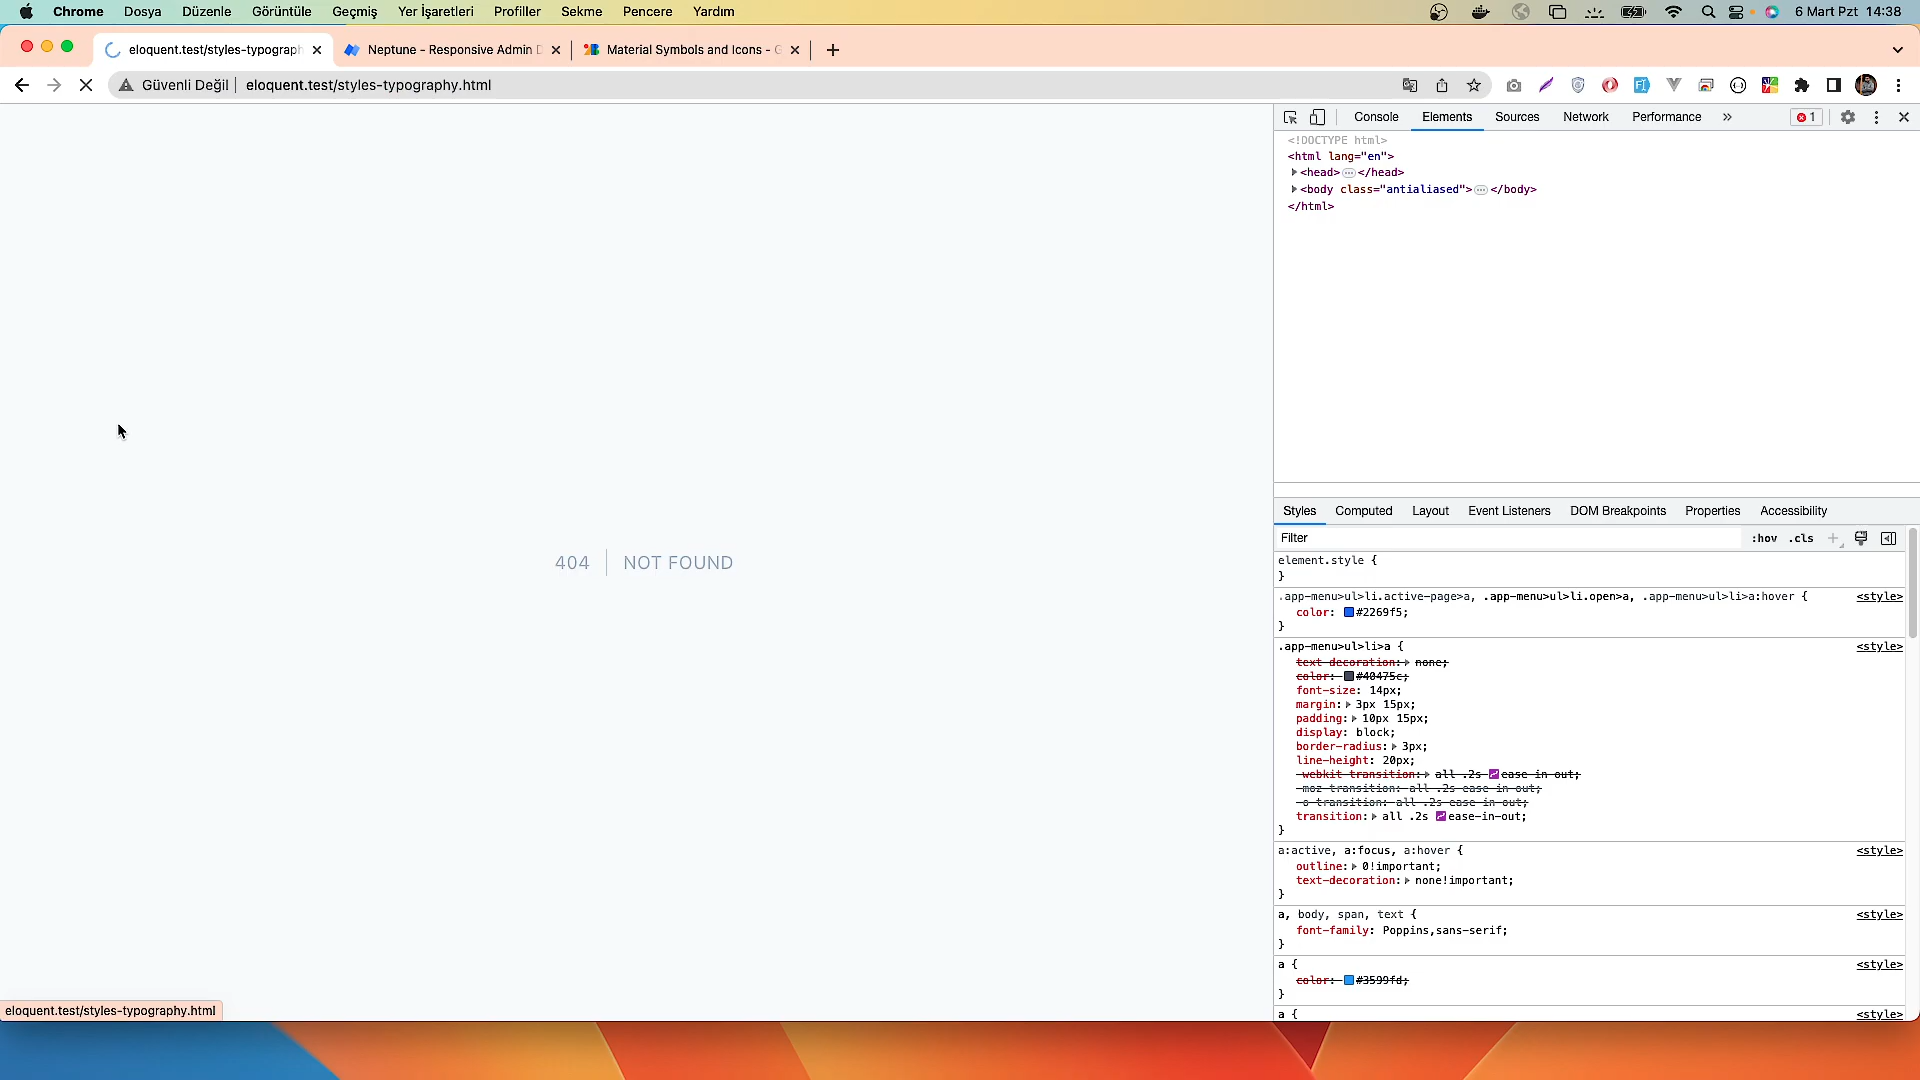 Chrome Dosya Düzenle Görüntüle Geçmiş Yer İşaretleri Profiller Sekme Pencere Yardım 6 Mart Pzt 14:38
eloquent.test/styles-typograph Neptune - Responsive Admin D Material Symbols and Icons - G
Güvenli Değil eloquent.test/styles-typography.html
Console Elements Sources Network Performance » 1
<!DOCTYPE html>
<html lang="en">
<head>…</head>
<body class="antialiased">…</body>
</html>
404 NOT FOUND
Styles Computed Layout Event Listeners DOM Breakpoints Properties Accessibility
Filter :hov .cls
element.style {
}
.app-menu>ul>li.active-page>a, .app-menu>ul>li.open>a, .app-menu>ul>li>a:hover { <style>
color: #2269f5;
}
.app-menu>ul>li>a { <style>
text-decoration: none;
color: #40475c;
font-size: 14px;
margin: 3px 15px;
padding: 10px 15px;
display: block;
border-radius: 3px;
line-height: 20px;
-webkit-transition: all .2s ease-in-out;
-moz-transition: all .2s ease-in-out;
-o-transition: all .2s ease-in-out;
transition: all .2s ease-in-out;
}
a:active, a:focus, a:hover { <style>
outline: 0!important;
text-decoration: none!important;
}
a, body, span, text { <style>
font-family: Poppins,sans-serif;
}
a { <style>
color: #3599fd;
}
a { <style>
eloquent.test/styles-typography.html